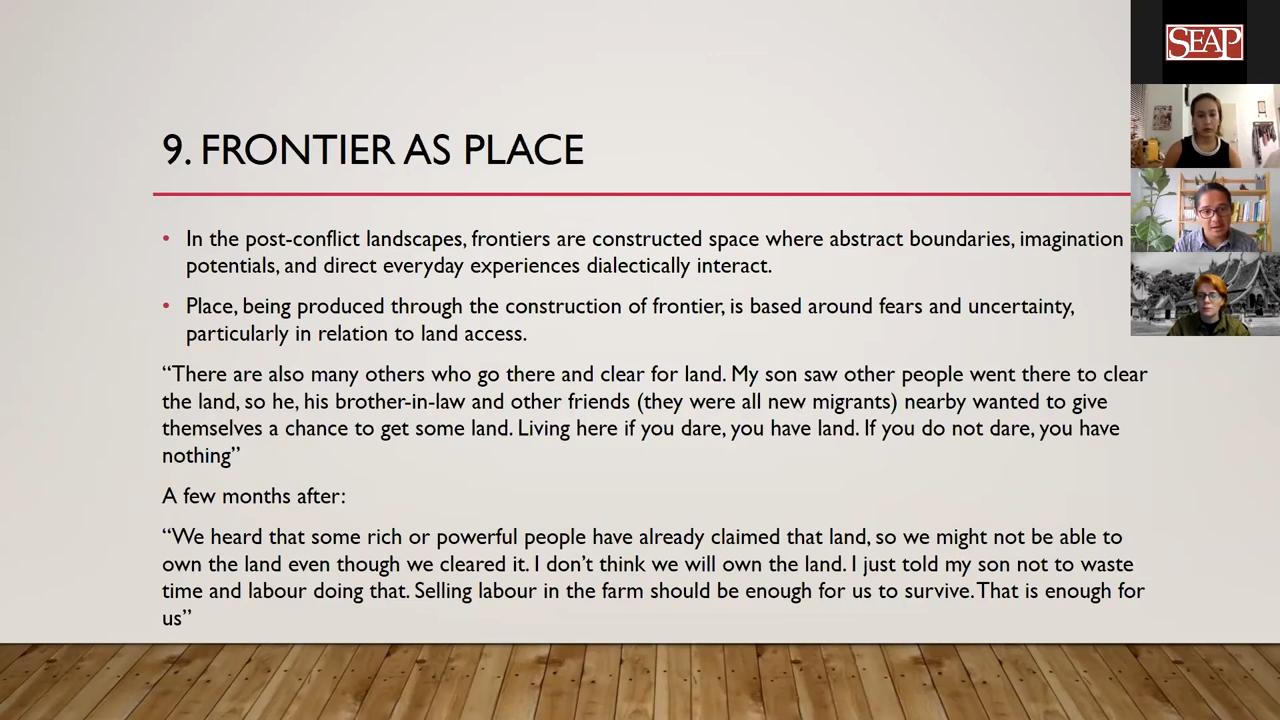 SEAP
9. FRONTIER AS PLACE
• In the post-conflict landscapes, frontiers are constructed space where abstract boundaries, imagination
potentials, and direct everyday experiences dialectically interact.
• Place, being produced through the construction of frontier, is based around fears and uncertainty,
particularly in relation to land access.
“There are also many others who go there and clear for land. My son saw other people went there to clear
the land, so he, his brother-in-law and other friends (they were all new migrants) nearby wanted to give
themselves a chance to get some land. Living here if you dare, you have land. If you do not dare, you have
nothing”
A few months after:
“We heard that some rich or powerful people have already claimed that land, so we might not be able to
own the land even though we cleared it. I don’t think we will own the land. I just told my son not to waste
time and labour doing that. Selling labour in the farm should be enough for us to survive. That is enough for
us”